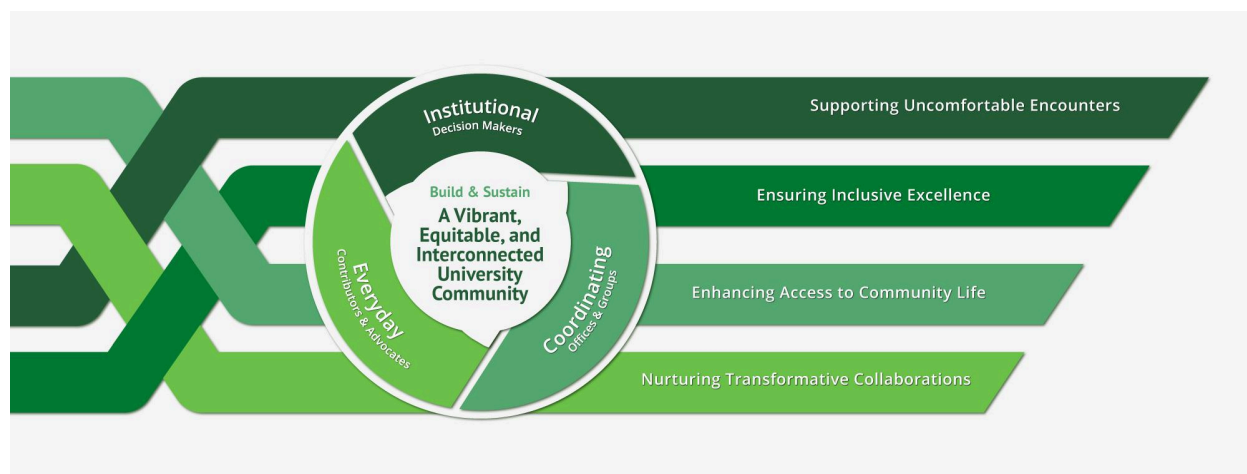 Institutional
Decision Makers
Supporting Uncomfortable Encounters
Ensuring Inclusive Excellence
Build & Sustain
A Vibrant,
Equitable, and
Interconnected
University
Community
Everyday
Contributors & Advocates
Coordinating
Offices & Groups
Enhancing Access to Community Life
Nurturing Transformative Collaborations